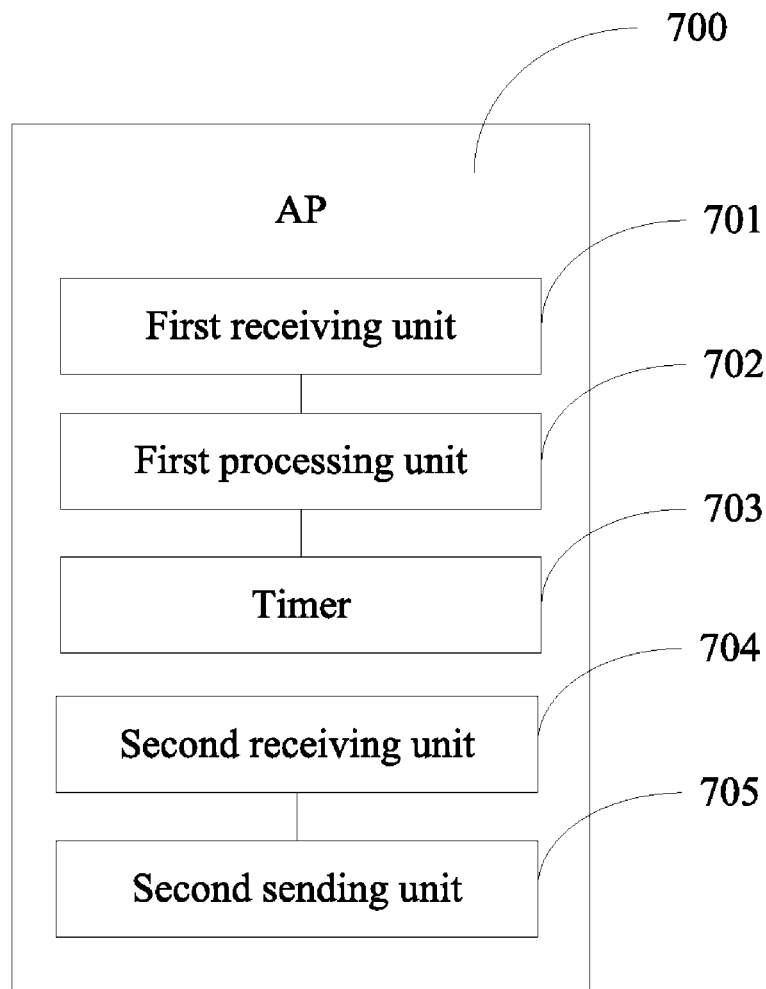 700
AP
701
First receiving unit
702
First processing unit
703
Timer
704
Second receiving unit
705
Second sending unit